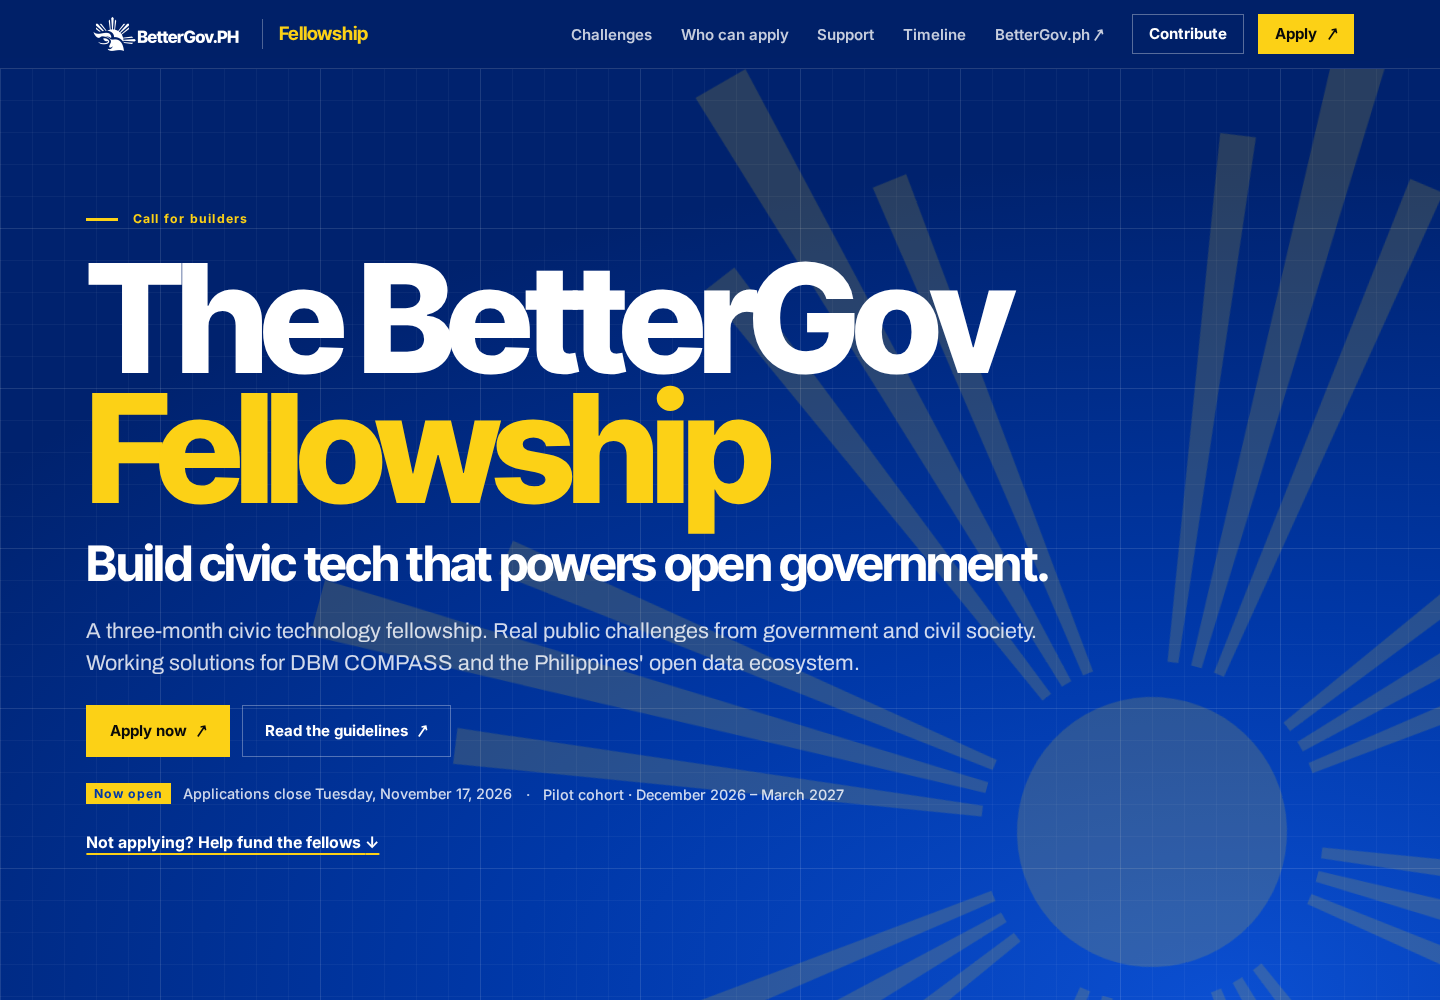 BetterGov.PH
Fellowship
Challenges
Who can apply
Support
Timeline
BetterGov.ph ↗
Contribute
Apply ↗
Call for builders
The BetterGov
Fellowship
Build civic tech that powers open government.
A three-month civic technology fellowship. Real public challenges from government and civil society.
Working solutions for DBM COMPASS and the Philippines' open data ecosystem.
Apply now ↗
Read the guidelines ↗
Now open
Applications close Tuesday, November 17, 2026 · Pilot cohort · December 2026 – March 2027
Not applying? Help fund the fellows ↓